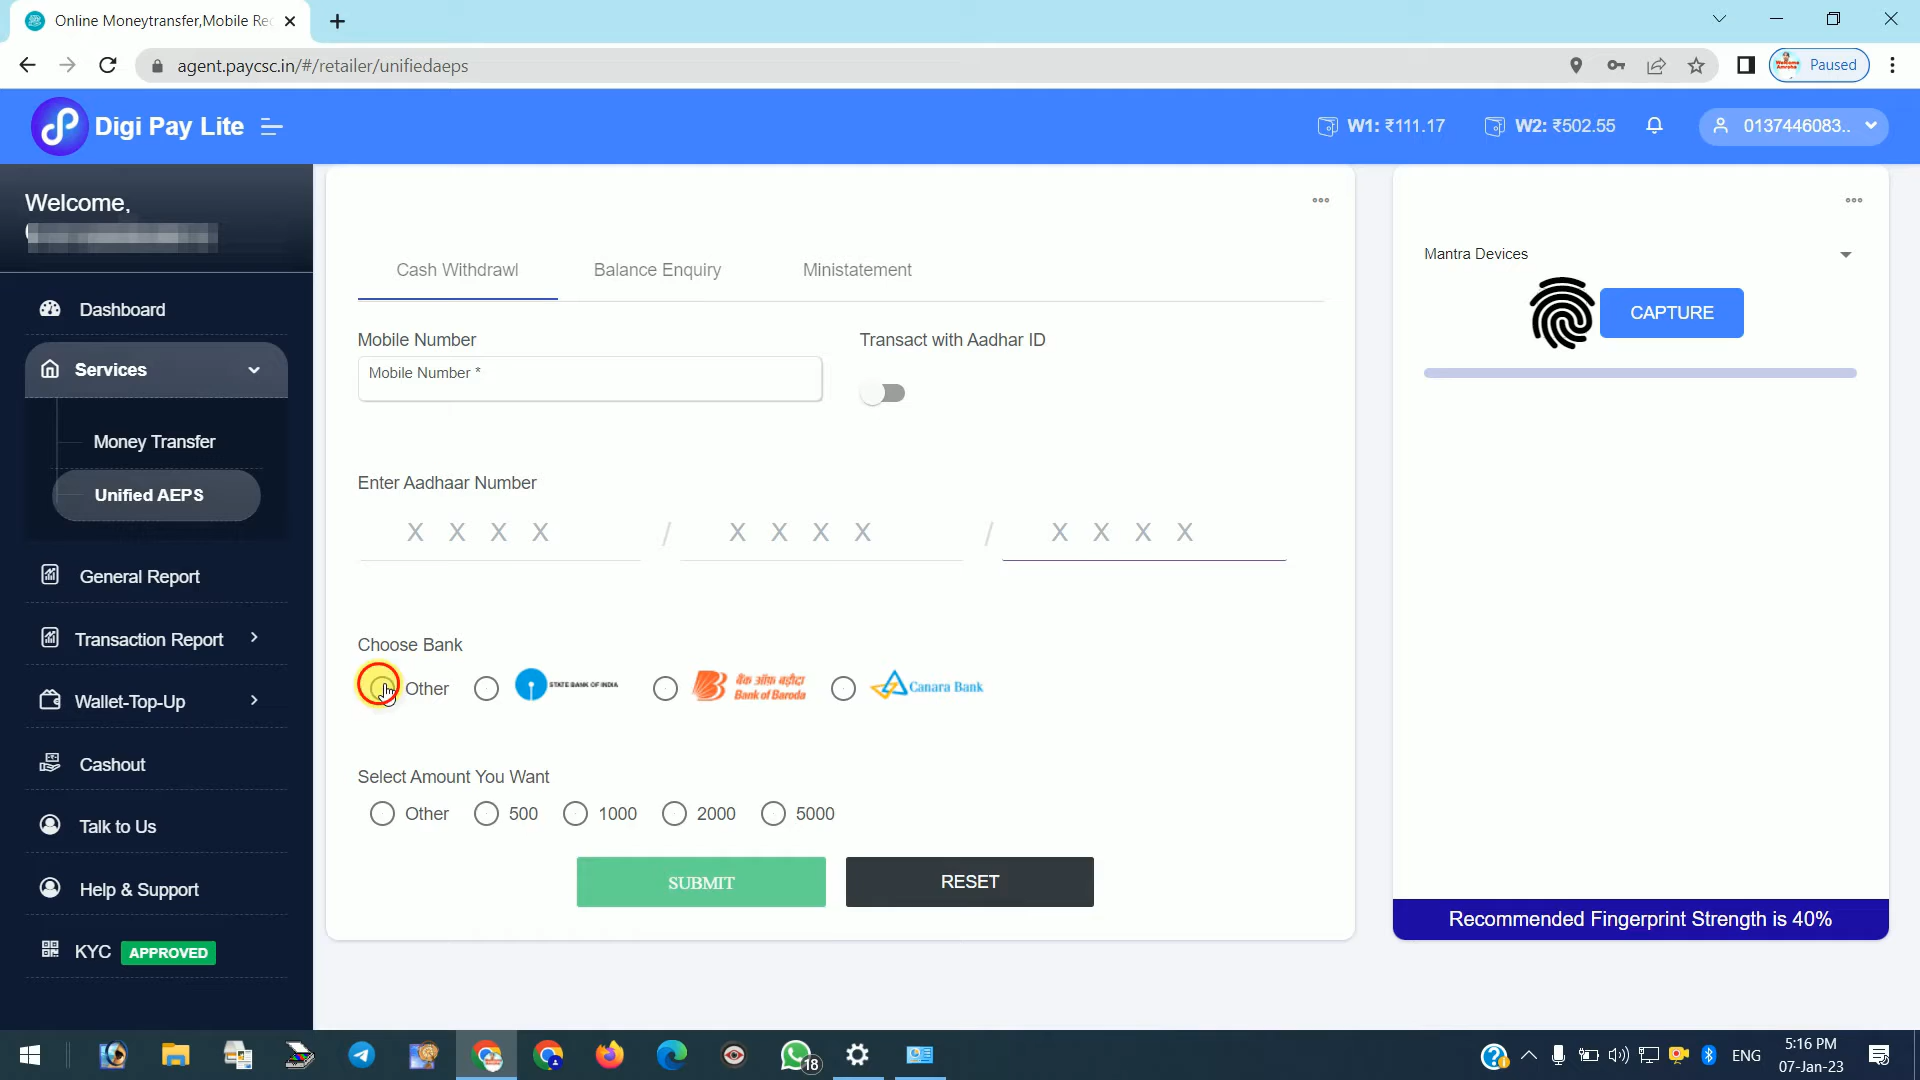 Online Moneytransfer,Mobile Rec
agent.paycsc.in/#/retailer/unifiedaeps
Paused
Digi Pay Lite
W1: ₹111.17
W2: ₹502.55
0137446083..
Welcome,
Dashboard
Services
Money Transfer
Unified AEPS
General Report
Transaction Report
Wallet-Top-Up
Cashout
Talk to Us
Help & Support
KYC APPROVED
Cash Withdrawl
Balance Enquiry
Ministatement
Mobile Number
Transact with Aadhar ID
Mobile Number *
Enter Aadhaar Number
X X X X / X X X X / X X X X
Choose Bank
Other
STATE BANK OF INDIA
बैंक ऑफ़ बड़ौदा
Bank of Baroda
Canara Bank
Select Amount You Want
Other 500 1000 2000 5000
SUBMIT
RESET
Mantra Devices
CAPTURE
Recommended Fingerprint Strength is 40%
18
ENG
5:16 PM
07-Jan-23